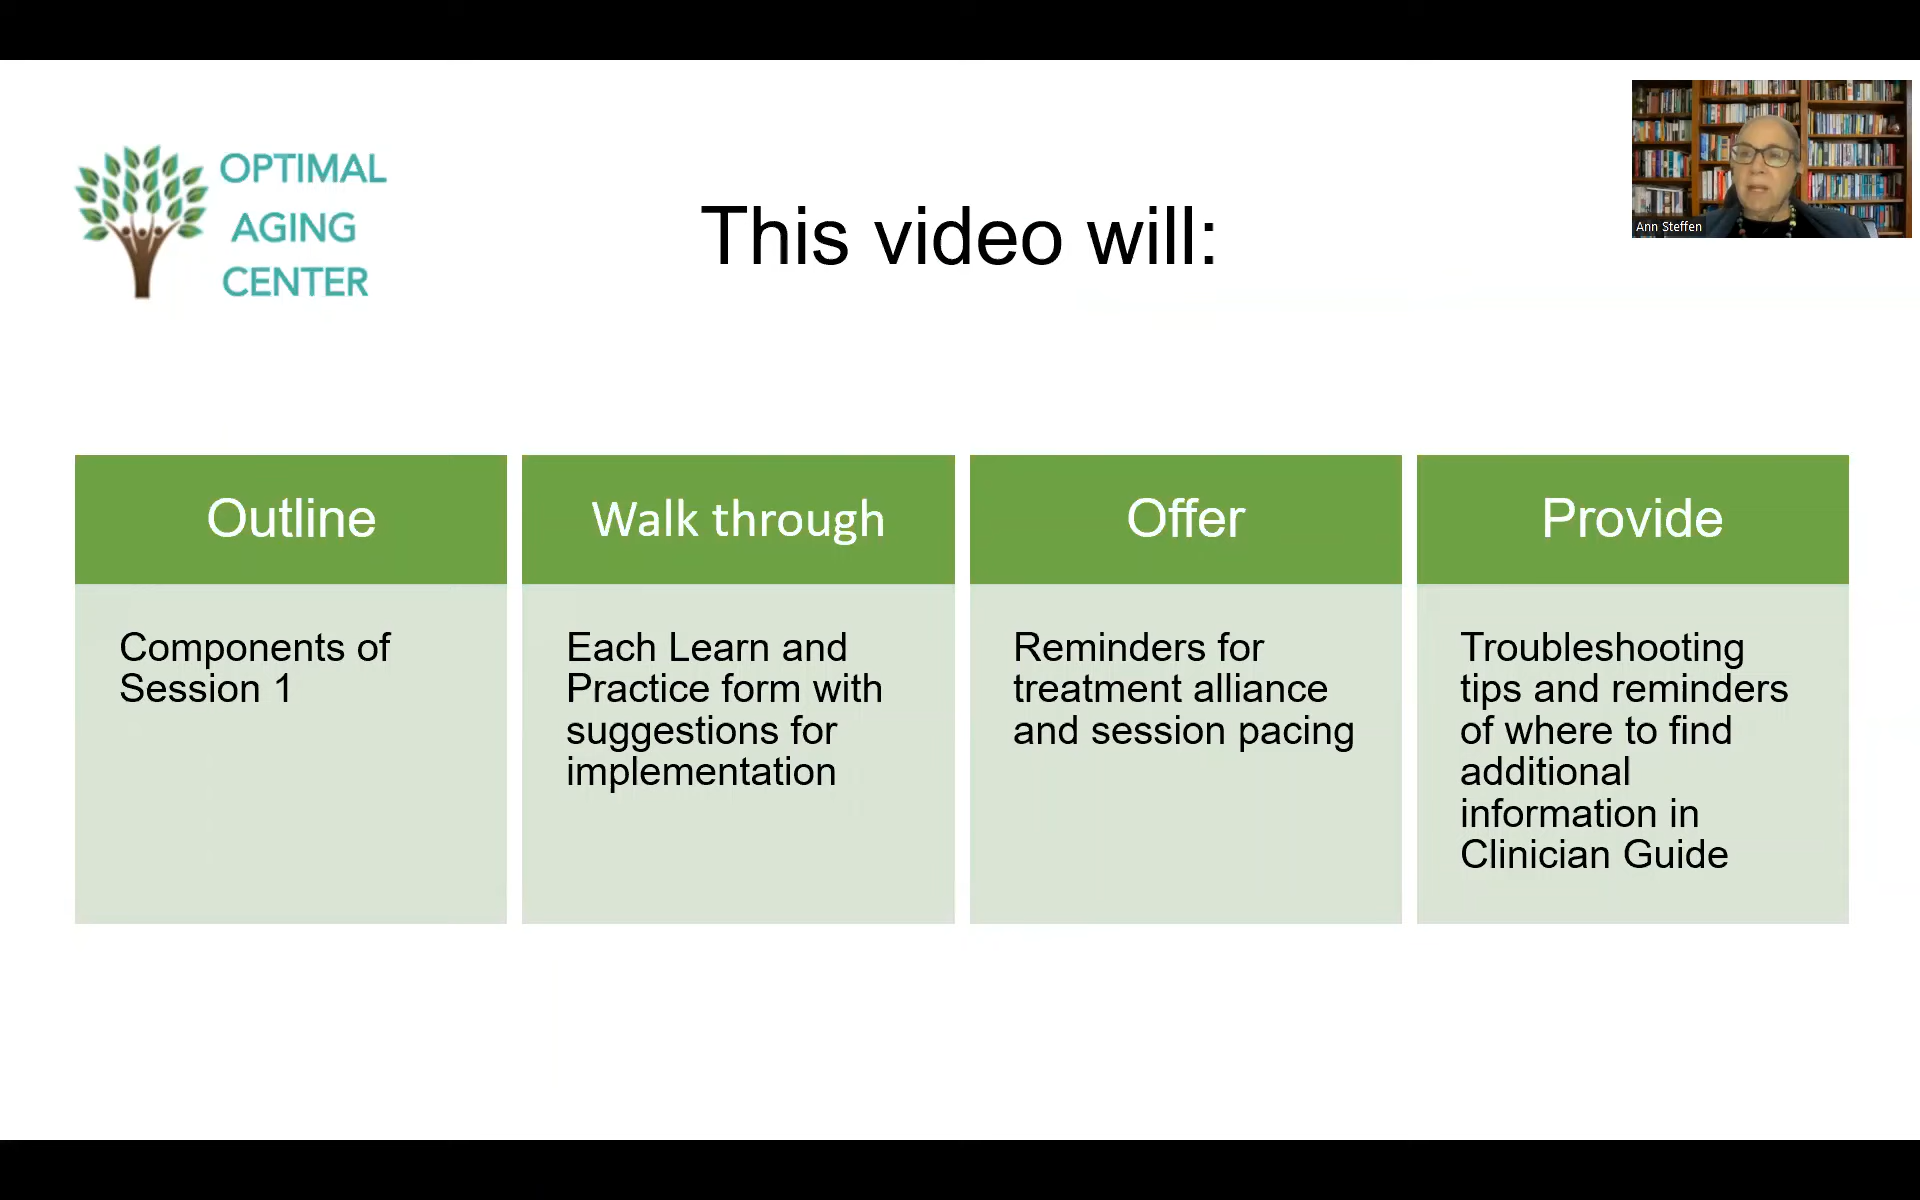 OPTIMAL
AGING
CENTER
This video will:
Ann Steffen
Outline
Components of
Session 1
Walk through
Each Learn and
Practice form with
suggestions for
implementation
Offer
Reminders for
treatment alliance
and session pacing
Provide
Troubleshooting
tips and reminders
of where to find
additional
information in
Clinician Guide